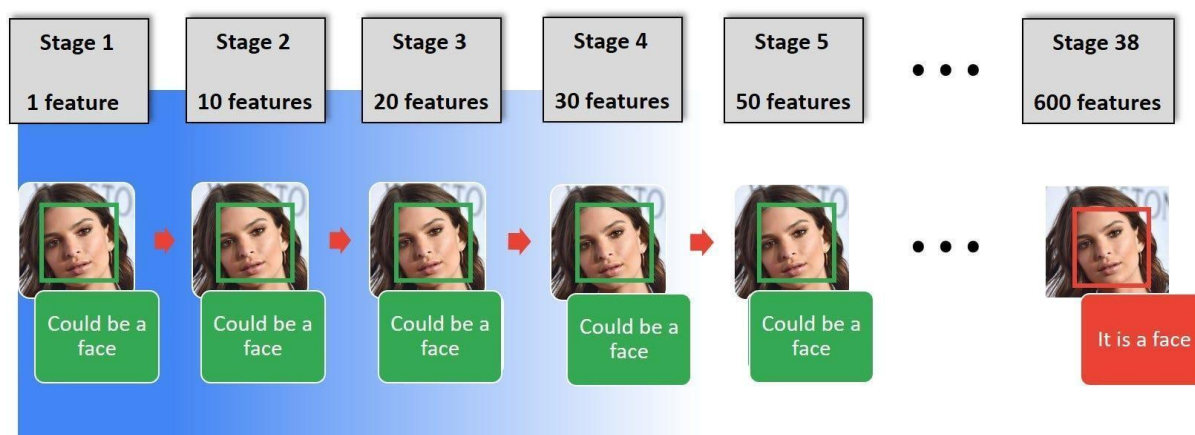 Stage 1
1 feature
Stage 2
10 features
Stage 3
20 features
Stage 4
30 features
Stage 5
50 features
Stage 38
600 features
Could be a
face
Could be a
face
Could be a
face
Could be a
face
Could be a
face
It is a face